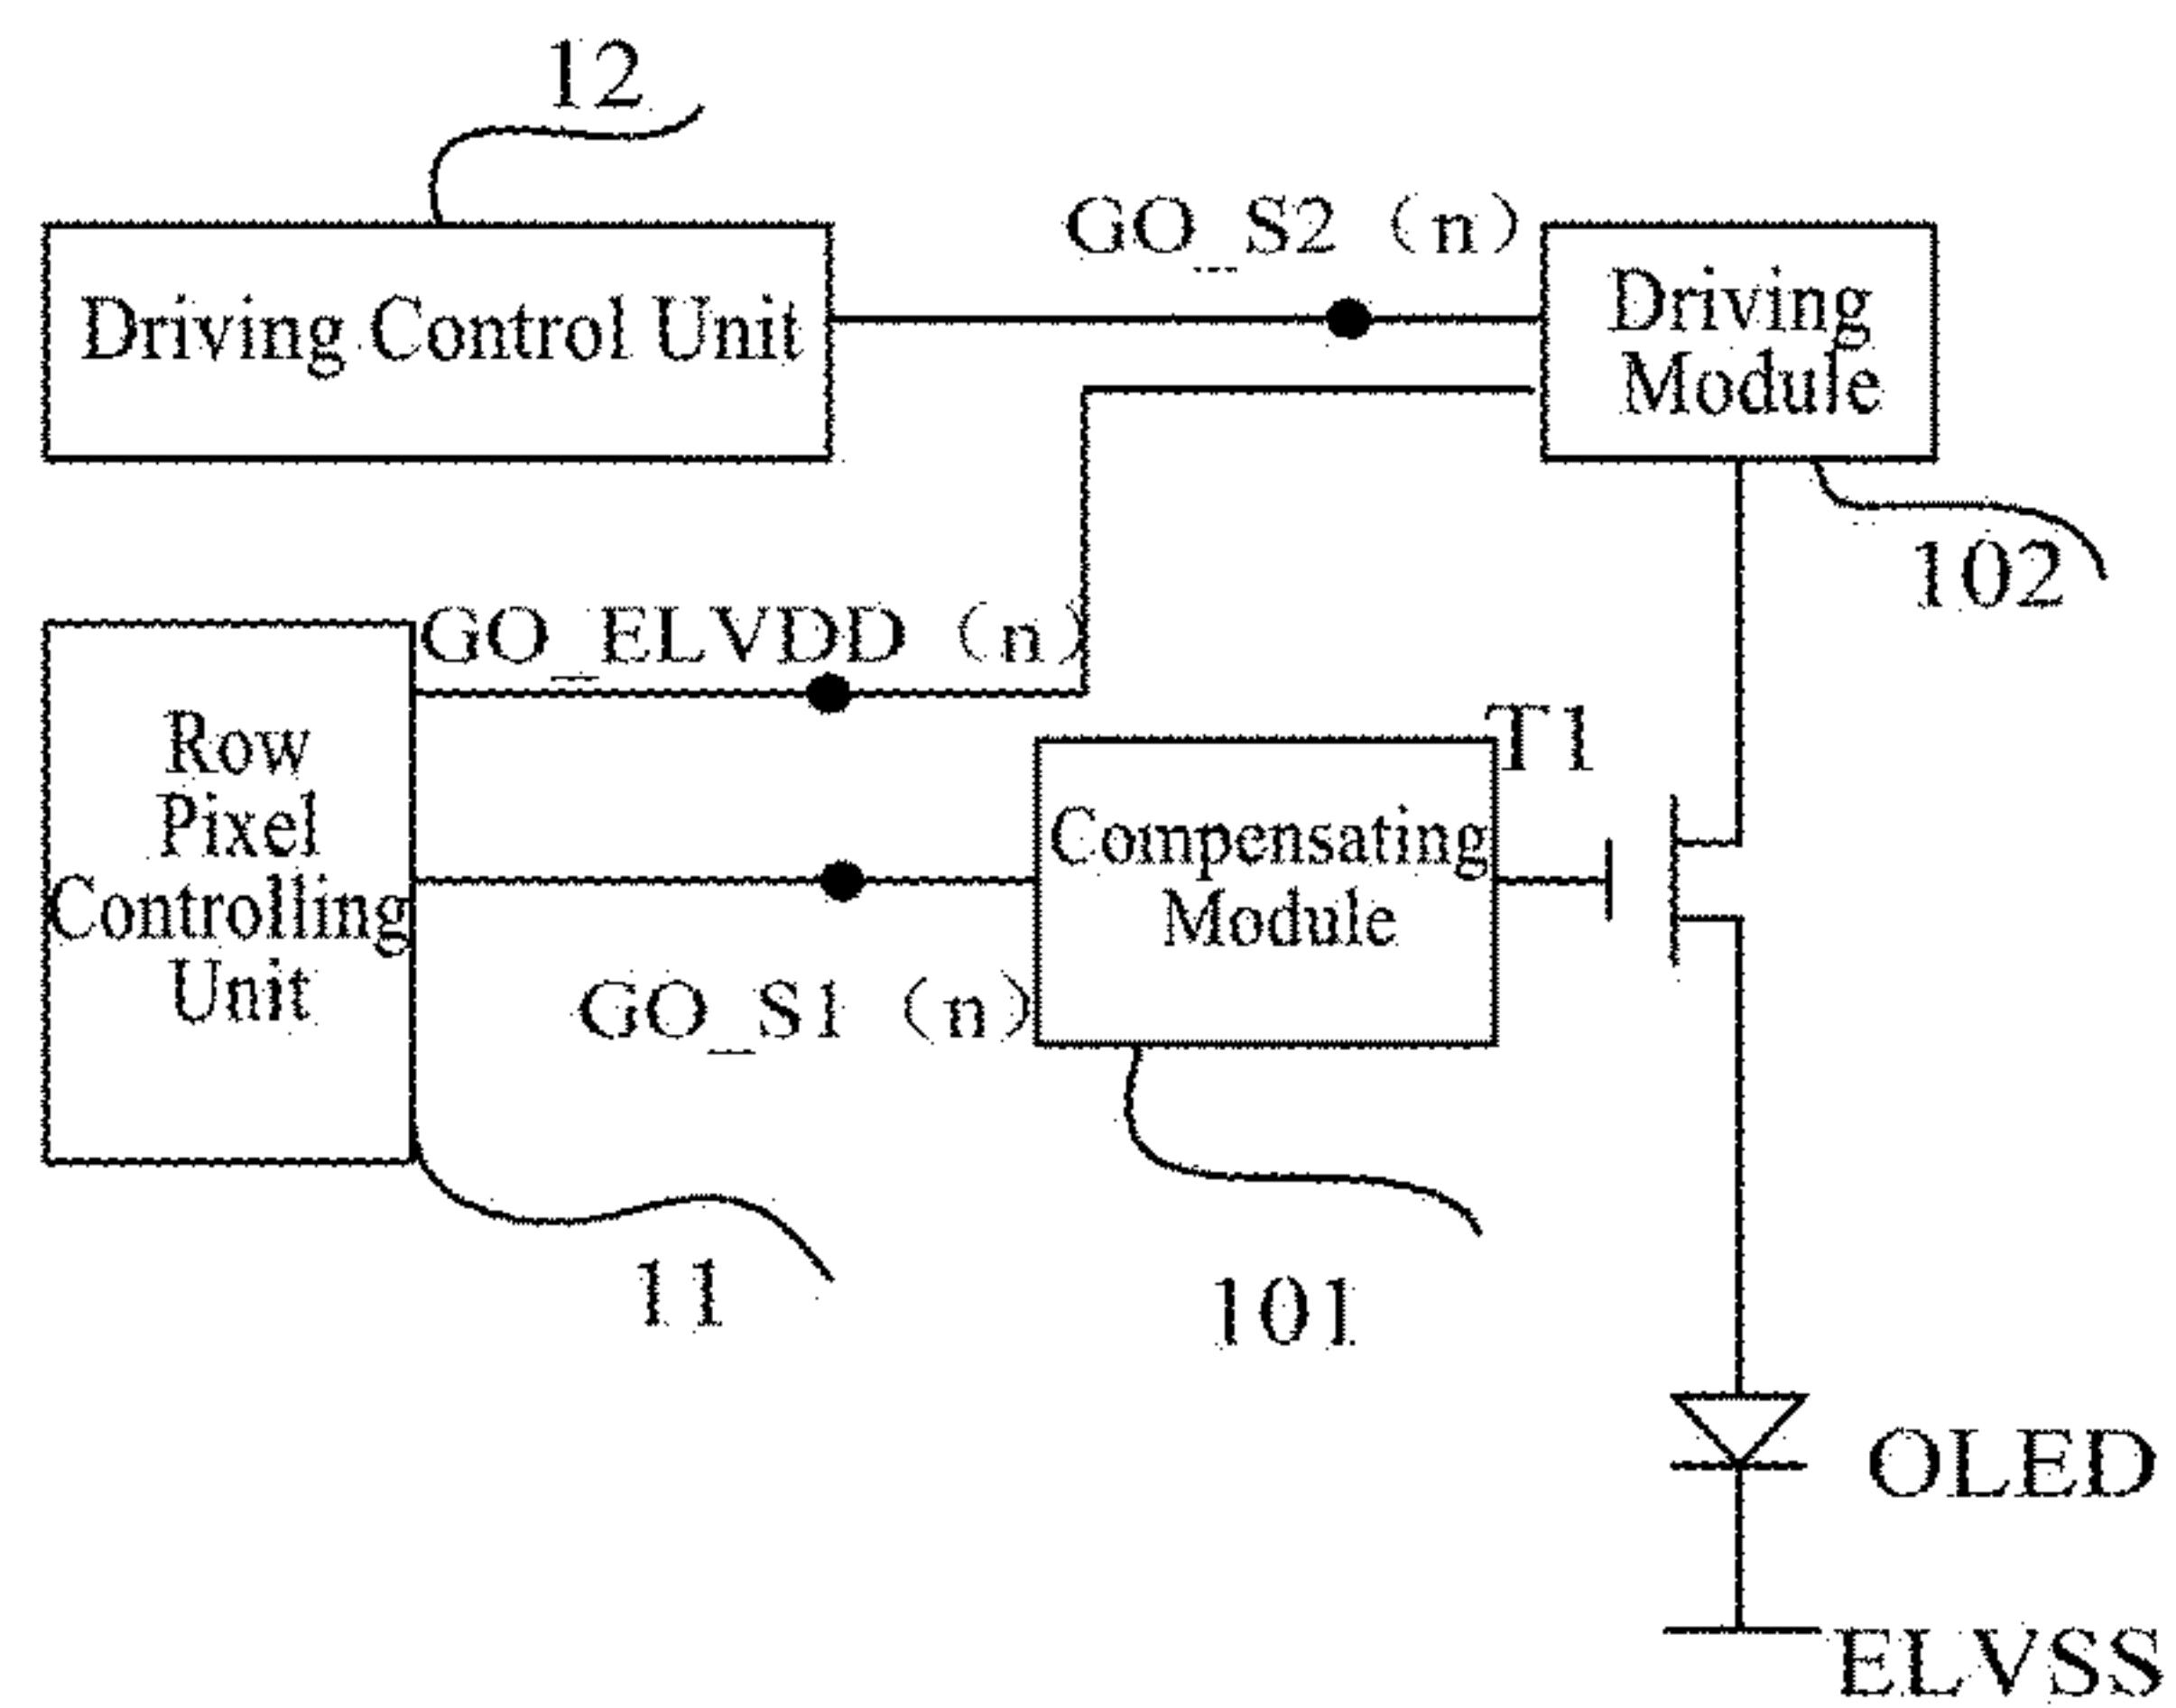 12
GO_S2 (n)
Driving Control Unit
Driving
Module
102
GO_ELVDD (n)
Row
Pixel
Controlling
Unit
T1
Compensating
Module
GO_S1 (n)
11
101
OLED
ELVSS